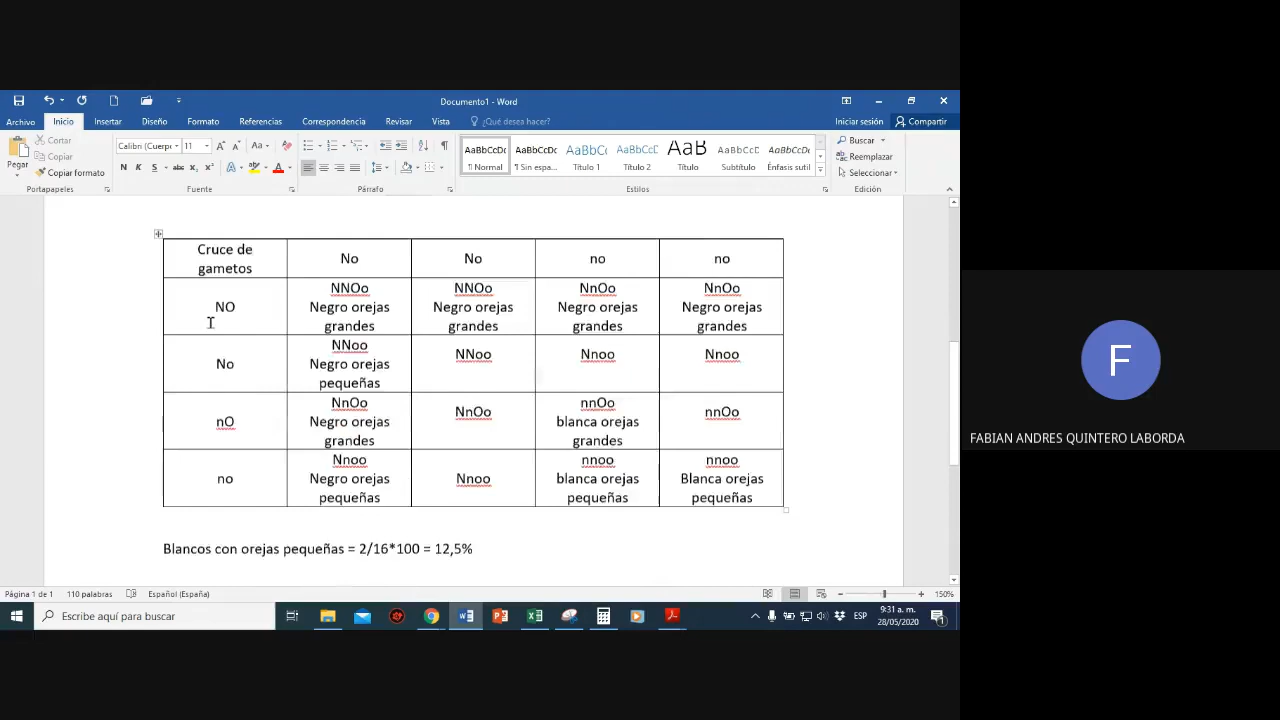 Documento1 - Word
Archivo
Inicio
Insertar
Diseño
Formato
Referencias
Correspondencia
Revisar
Vista
¿Qué desea hacer?
Iniciar sesión
Compartir
Pegar
Cortar
Copiar
Copiar formato
Portapapeles
Calibri (Cuerp
11
Fuente
Párrafo
AaBbCcDc
¶ Normal
AaBbCcDc
¶ Sin espa...
AaBbCc
Título 1
AaBbCcC
Título 2
AaB
Título
AaBbCcC
Subtítulo
AaBbCcDc
Énfasis sutil
Estilos
Buscar
Reemplazar
Seleccionar
Edición
Cruce de
gametos
No
No
no
no
NO
NNOo
Negro orejas
grandes
NNOo
Negro orejas
grandes
NnOo
Negro orejas
grandes
NnOo
Negro orejas
grandes
No
NNoo
Negro orejas
pequeñas
NNoo
Nnoo
Nnoo
nO
NnOo
Negro orejas
grandes
NnOo
nnOo
blanca orejas
grandes
nnOo
no
Nnoo
Negro orejas
pequeñas
Nnoo
nnoo
blanca orejas
pequeñas
nnoo
Blanca orejas
pequeñas
Blancos con orejas pequeñas = 2/16*100 = 12,5%
Página 1 de 1
110 palabras
Español (España)
150%
Escribe aquí para buscar
ESP
9:31 a. m.
28/05/2020
F
FABIAN ANDRES QUINTERO LABORDA